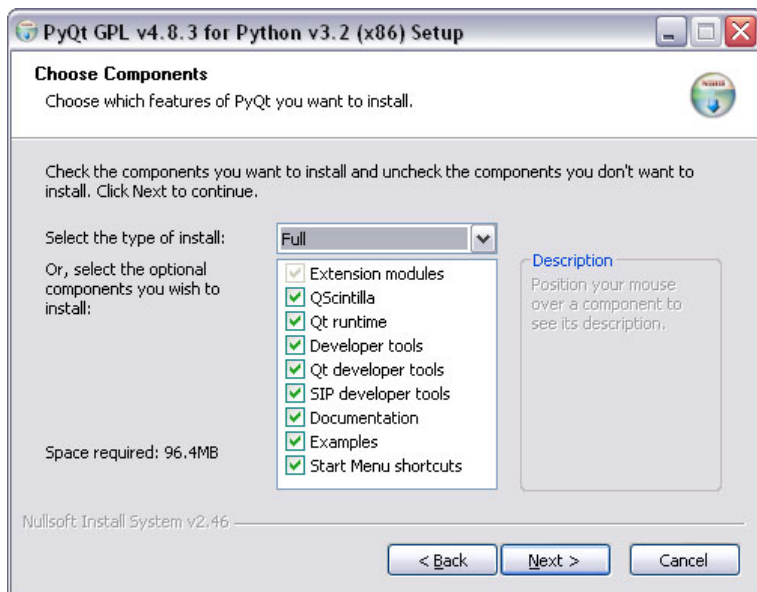 PyQt GPL v4.8.3 for Python v3.2 (x86) Setup
Choose Components
Choose which features of PyQt you want to install.
Check the components you want to install and uncheck the components you don't want to
install. Click Next to continue.
Select the type of install:
Full
Or, select the optional
components you wish to
install:
Extension modules
QScintilla
Qt runtime
Developer tools
Qt developer tools
SIP developer tools
Documentation
Examples
Start Menu shortcuts
Description
Position your mouse
over a component to
see its description.
Space required: 96.4MB
Nullsoft Install System v2.46
< Back
Next >
Cancel